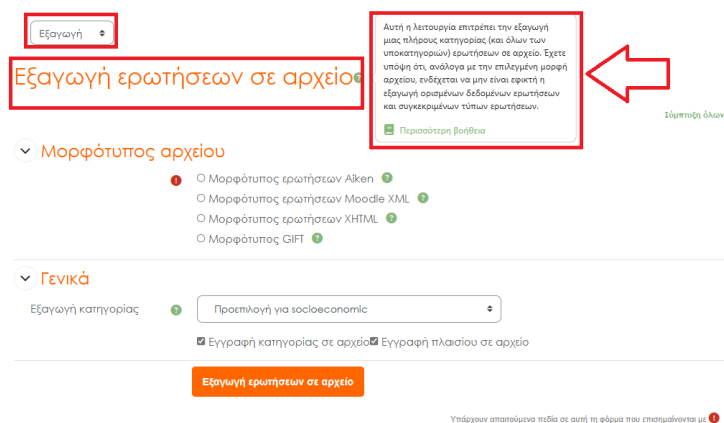 Εξαγωγή
Αυτή η λειτουργία επιτρέπει την εξαγωγή
μιας πλήρους κατηγορίας (και όλων των
υποκατηγοριών) ερωτήσεων σε αρχείο. Έχετε
υπόψη ότι, ανάλογα με την επιλεγμένη μορφή
αρχείου, ενδέχεται να μην είναι εφικτή η
εξαγωγή ορισμένων δεδομένων ερωτήσεων
και συγκεκριμένων τύπων ερωτήσεων.
Περισσότερη βοήθεια
Εξαγωγή ερωτήσεων σε αρχείο
Σύμπτυξη όλων
Μορφότυπος αρχείου
Μορφότυπος ερωτήσεων Aiken
Μορφότυπος ερωτήσεων Moodle XML
Μορφότυπος ερωτήσεων XHTML
Μορφότυπος GIFT
Γενικά
Εξαγωγή κατηγορίας
Προεπιλογή για socioeconomic
Εγγραφή κατηγορίας σε αρχείο Εγγραφή πλαισίου σε αρχείο
Εξαγωγή ερωτήσεων σε αρχείο
Υπάρχουν απαιτούμενα πεδία σε αυτή τη φόρμα που επισημαίνονται με